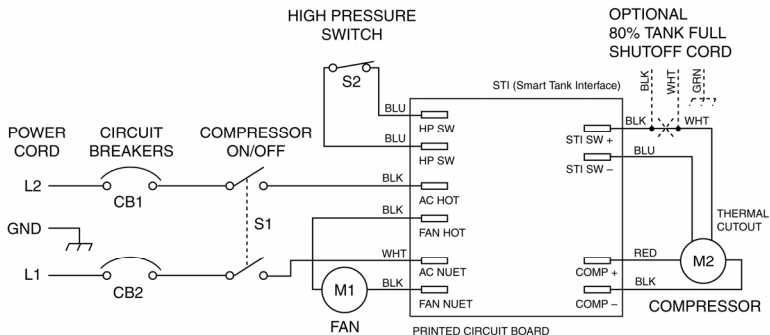 HIGH PRESSURE
SWITCH
S2
OPTIONAL
80% TANK FULL
SHUTOFF CORD
BLK
WHT
GRN
STI (Smart Tank Interface)
POWER
CORD
CIRCUIT
BREAKERS
COMPRESSOR
ON/OFF
BLU
HP SW
BLU
HP SW
BLK
WHT
STI SW +
BLU
STI SW –
L2
CB1
BLK
AC HOT
GND
S1
BLK
FAN HOT
THERMAL
CUTOUT
L1
CB2
WHT
AC NUET
M1
BLK
FAN NUET
FAN
RED
COMP +
M2
BLK
COMP –
COMPRESSOR
PRINTED CIRCUIT BOARD